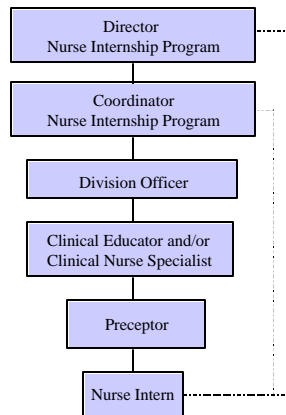 Director
Nurse Internship Program
Coordinator
Nurse Internship Program
Division Officer
Clinical Educator and/or
Clinical Nurse Specialist
Preceptor
Nurse Intern